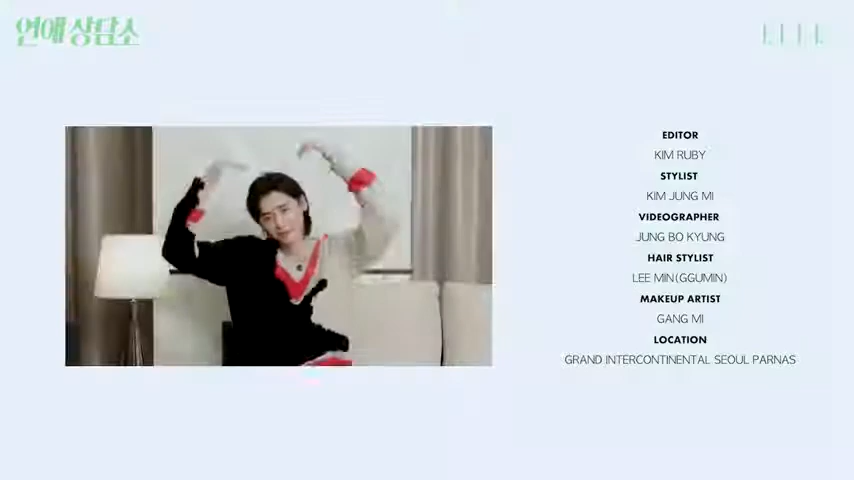 연애 상담소
ELLE
EDITOR
KIM RUBY
STYLIST
KIM JUNG MI
VIDEOGRAPHER
JUNG BO KYUNG
HAIR STYLIST
LEE MIN(GGUMIN)
MAKEUP ARTIST
GANG MI
LOCATION
GRAND INTERCONTINENTAL SEOUL PARNAS